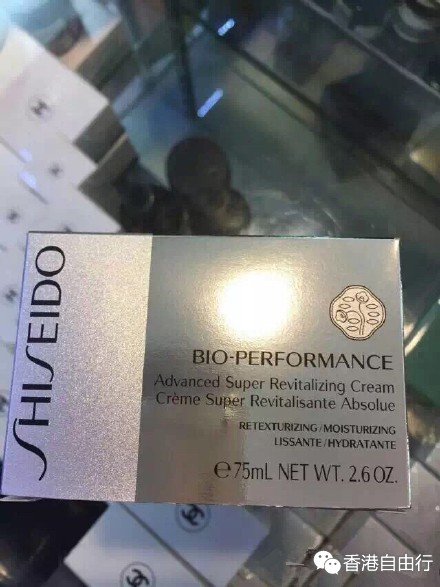 SHISEIDO
BIO-PERFORMANCE
Advanced Super Revitalizing Cream
Crème Super Revitalisante Absolue
RETEXTURIZING/MOISTURIZING
LISSANTE/HYDRATANTE
℮75mL NET WT. 2.6 OZ.
香港自由行